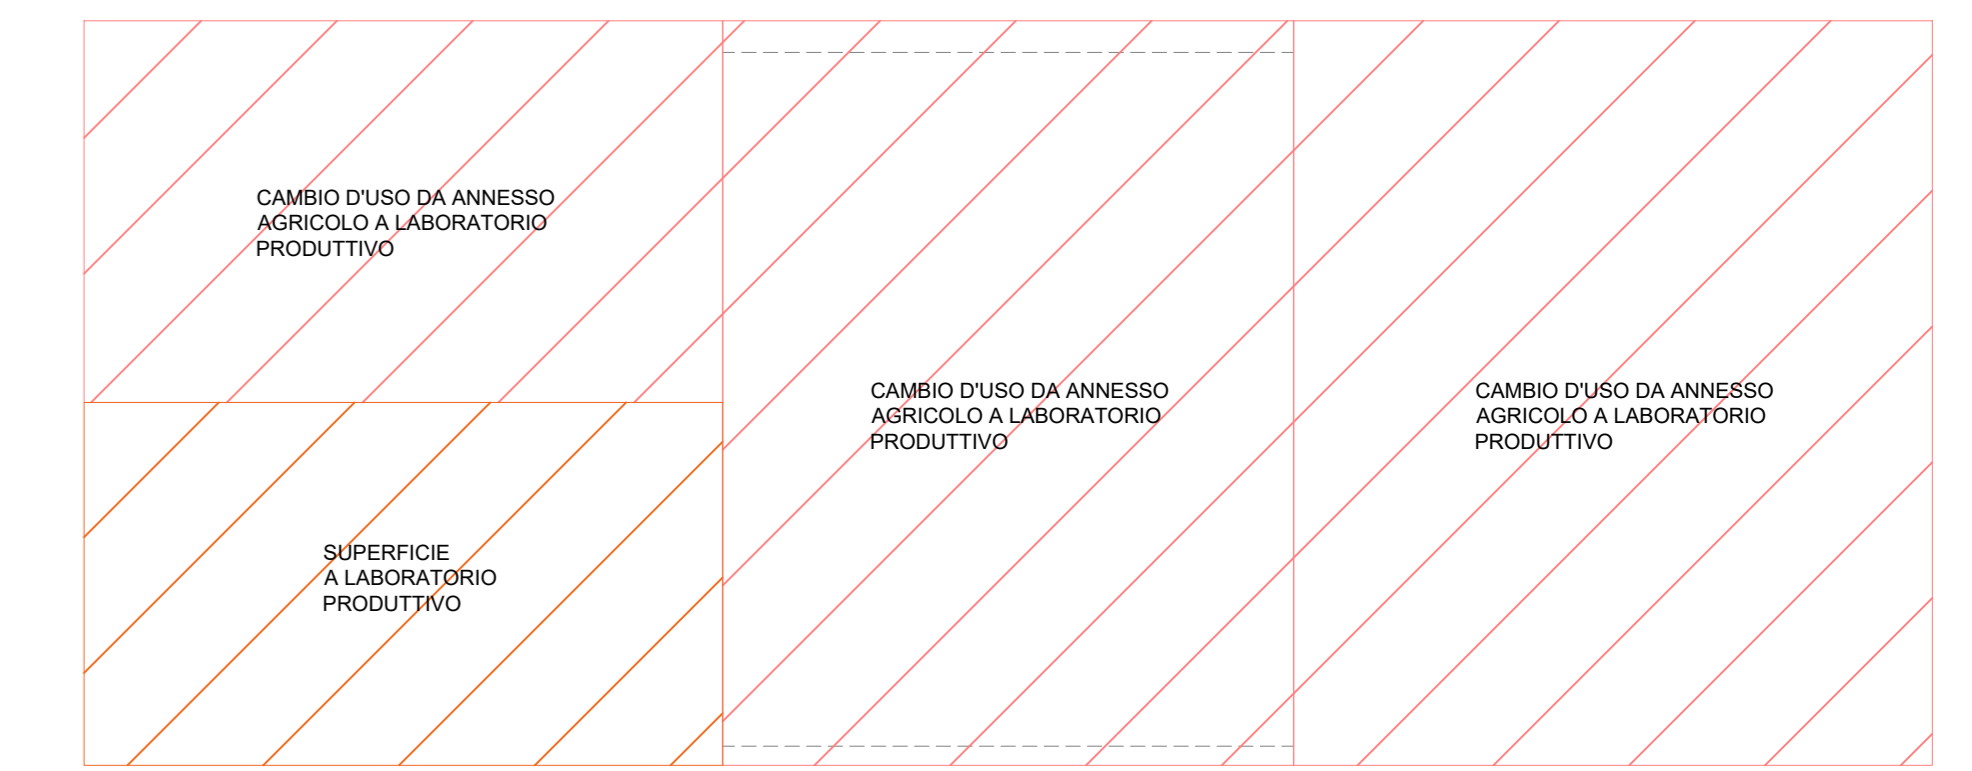 CAMBIO D'USO DA ANNESSO
AGRICOLO A LABORATORIO
PRODUTTIVO
SUPERFICIE
A LABORATORIO
PRODUTTIVO
CAMBIO D'USO DA ANNESSO
AGRICOLO A LABORATORIO
PRODUTTIVO
CAMBIO D'USO DA ANNESSO
AGRICOLO A LABORATORIO
PRODUTTIVO